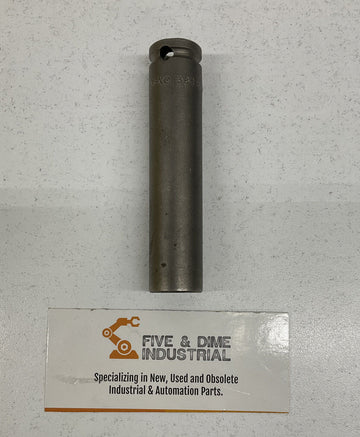 FIVE & DIME
INDUSTRIAL
Specializing in New, Used and Obsolete
Industrial & Automation Parts.